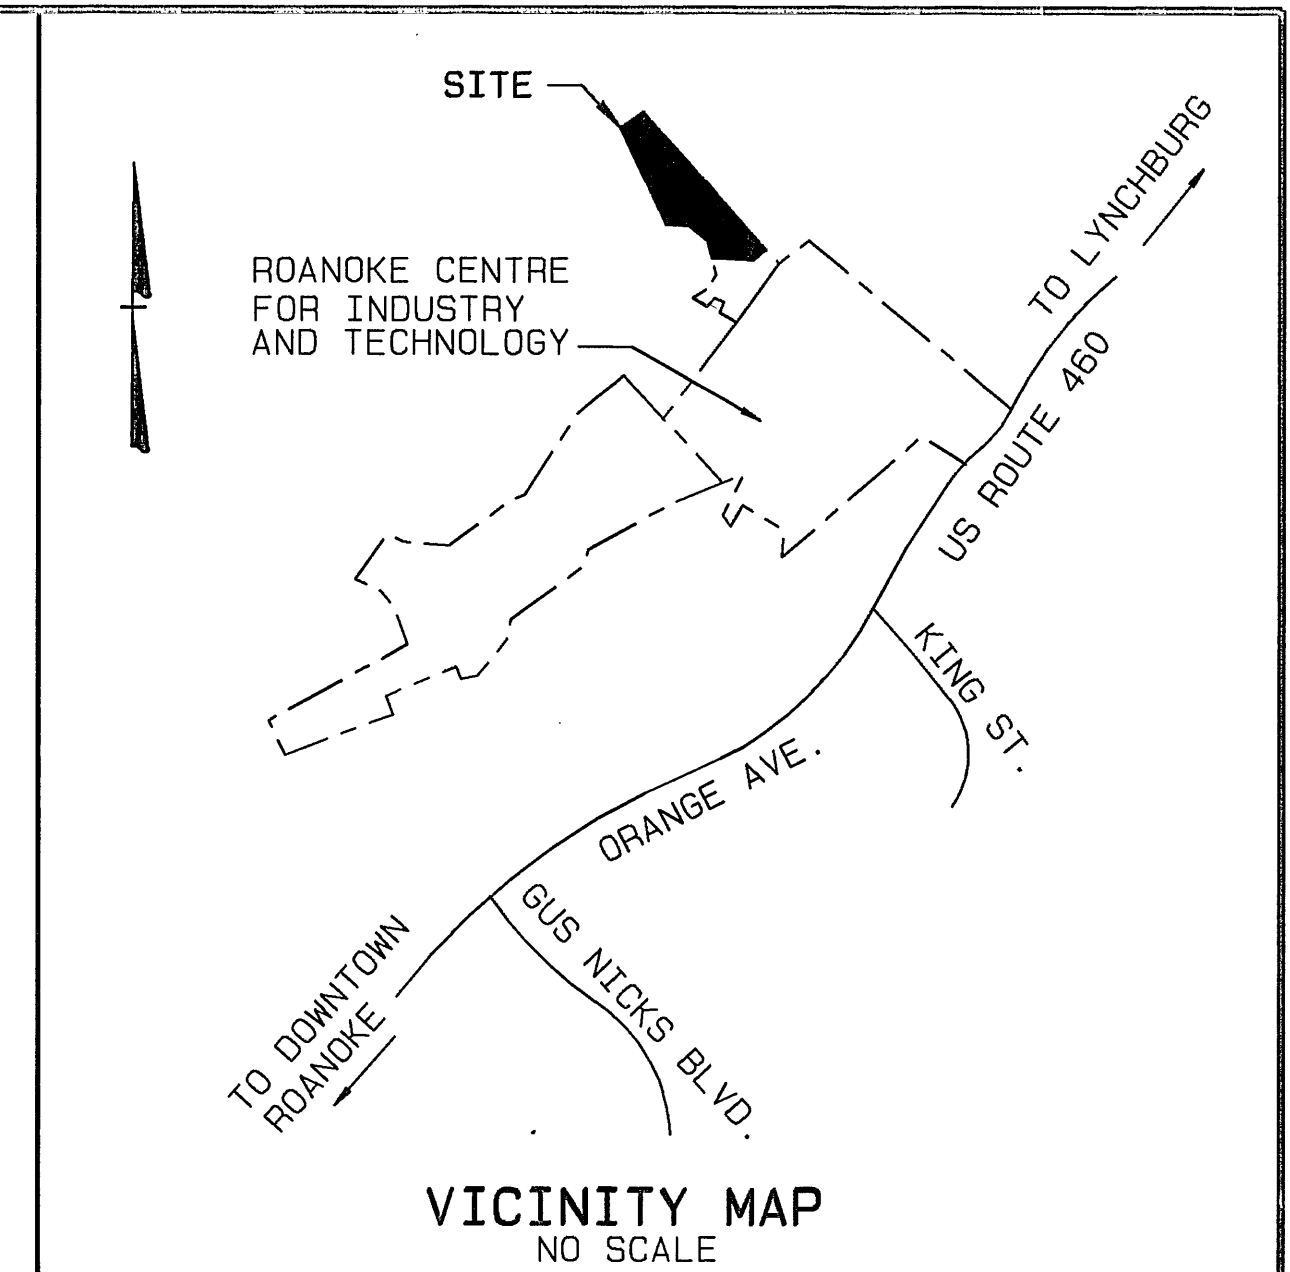 SITE
TO LYNCHBURG
ROANOKE CENTRE
FOR INDUSTRY
AND TECHNOLOGY
US ROUTE 460
KING ST.
ORANGE AVE.
GUS NICKS BLVD.
TO DOWNTOWN
ROANOKE
VICINITY MAP
NO SCALE